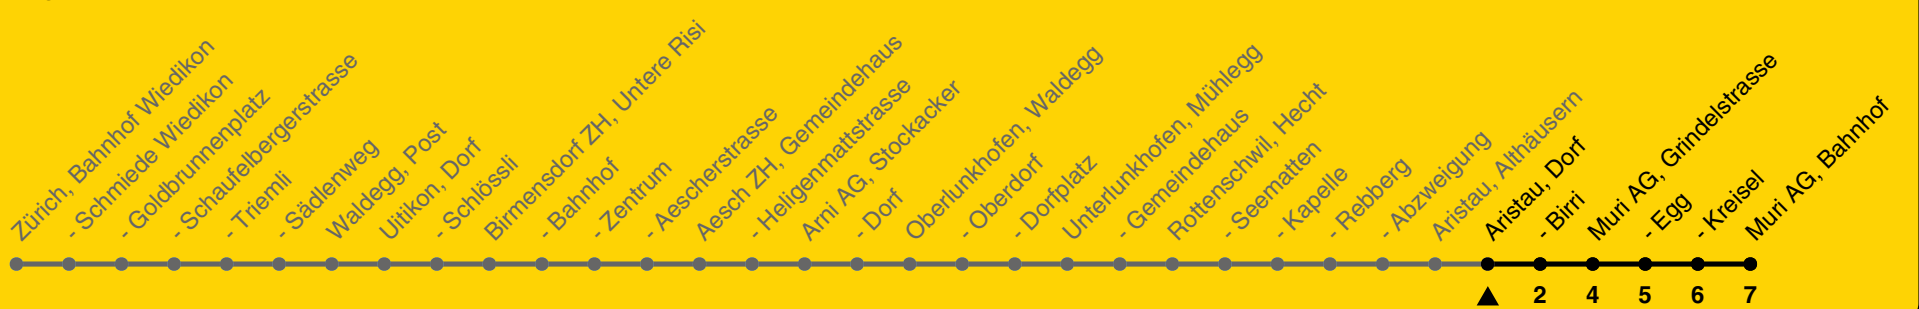 Zürich, Bahnhof Wiedikon
- Schmiede Wiedikon
- Goldbrunnenplatz
- Schaufelbergerstrasse
- Triemli
- Sädlenweg
Waldegg, Post
Uitikon, Dorf
- Schlössli
Birmensdorf ZH, Untere Risi
- Bahnhof
- Zentrum
- Aescherstrasse
Aesch ZH, Gemeindehaus
- Heligenmattstrasse
Arni AG, Stockacker
- Dorf
Oberlunkhofen, Waldegg
- Oberdorf
- Dorfplatz
Unterlunkhofen, Mühlegg
- Gemeindehaus
Rottenschwil, Hecht
- Seematten
- Kapelle
- Rebberg
- Abzweigung
Aristau, Althäusern
Aristau, Dorf
- Birri
Muri AG, Grindelstrasse
- Egg
- Kreisel
Muri AG, Bahnhof
2 4 5 6 7